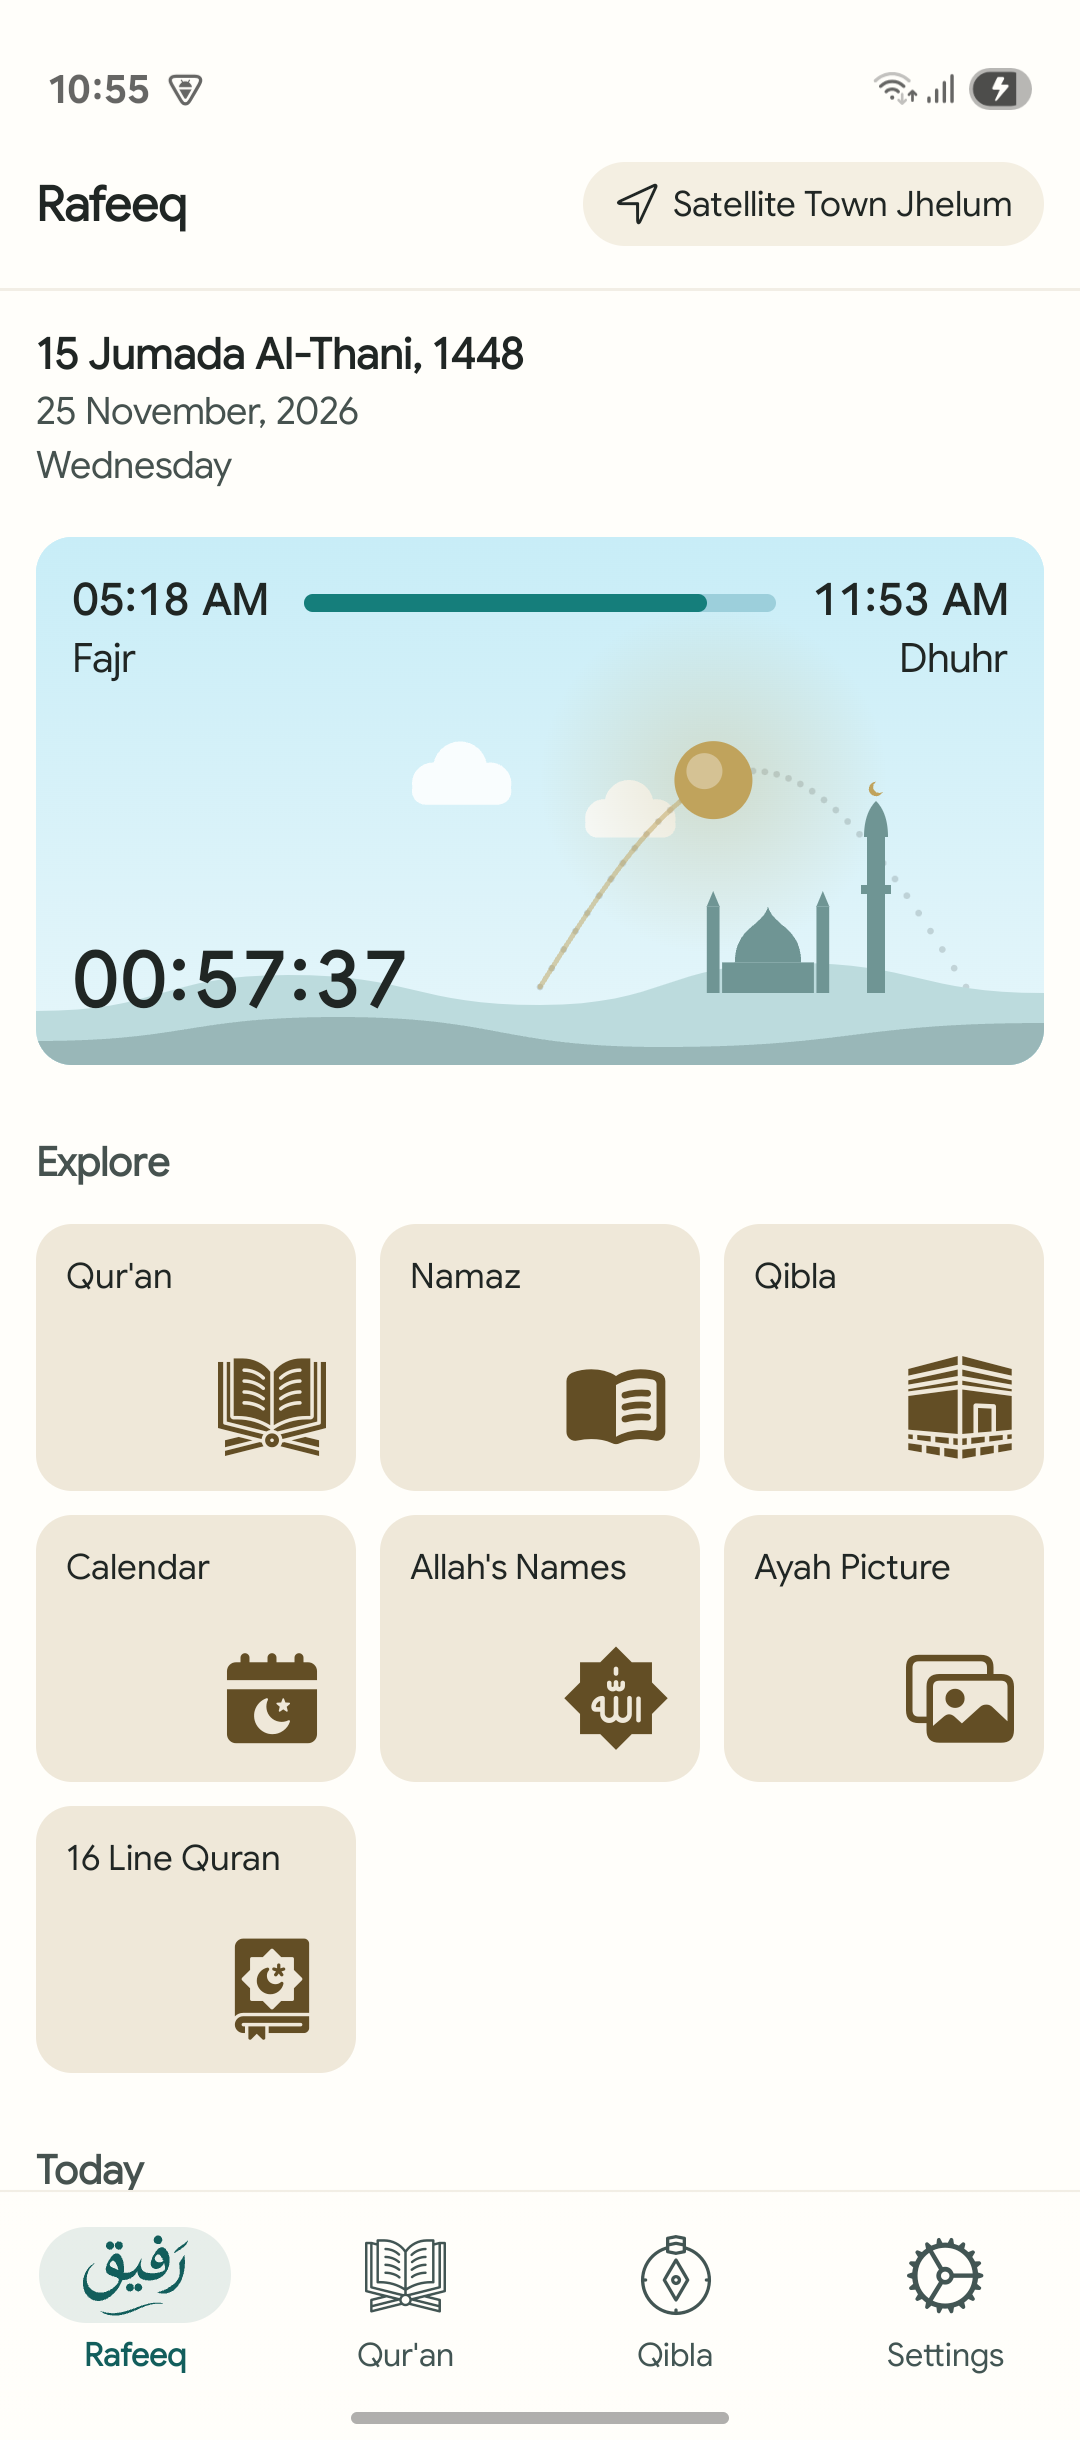 10:55
Rafeeq
Satellite Town Jhelum
15 Jumada Al-Thani, 1448
25 November, 2026
Wednesday
05:18 AM
11:53 AM
Fajr
Dhuhr
00:57:37
Explore
Qur'an
Namaz
Qibla
Calendar
Allah's Names
Ayah Picture
الله
16 Line Quran
Today
رَفيق
Rafeeq
Qur'an
Qibla
Settings